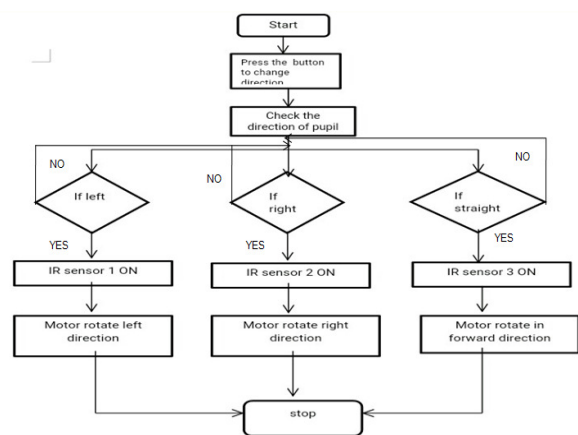 Start
Press the button
to change
direction
Check the
direction of pupil
NO
NO
NO
If left
If
right
If
straight
YES
YES
YES
IR sensor 1 ON
IR sensor 2 ON
IR sensor 3 ON
Motor rotate left
direction
Motor rotate right
direction
Motor rotate in
forward direction
stop